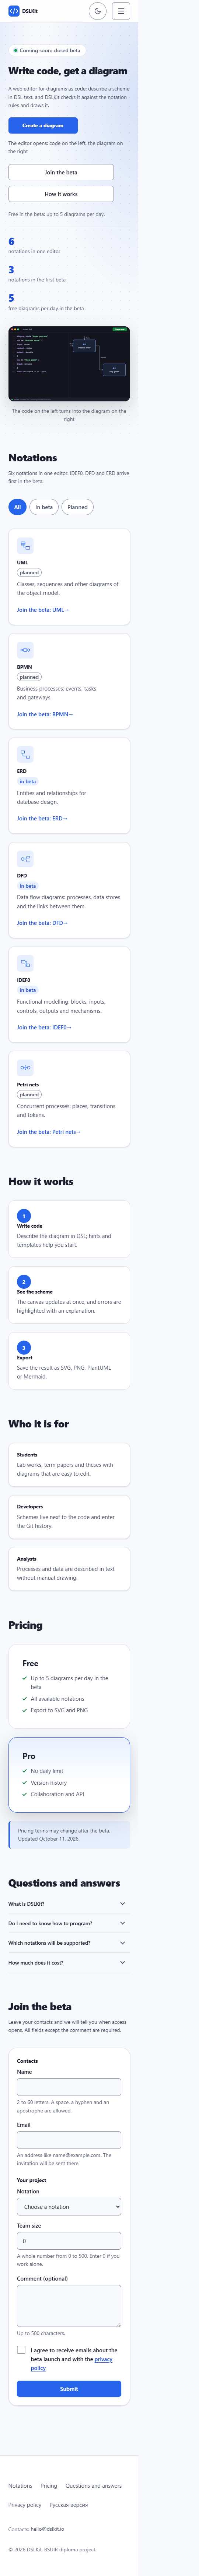 DSLKit
Coming soon: closed beta
Write code, get a diagram
A web editor for diagrams as code: describe a scheme
in DSL text, and DSLKit checks it against the notation
rules and draws it.
Create a diagram
The editor opens: code on the left, the diagram on
the right
Join the beta
How it works
Free in the beta: up to 5 diagrams per day.
6
notations in one editor
3
notations in the first beta
5
free diagrams per day in the beta
The code on the left turns into the diagram on the
right
Notations
Six notations in one editor. IDEF0, DFD and ERD arrive
first in the beta.
All
In beta
Planned
UML
planned
Classes, sequences and other diagrams of
the object model.
Join the beta: UML→
BPMN
planned
Business processes: events, tasks
and gateways.
Join the beta: BPMN→
ERD
in beta
Entities and relationships for
database design.
Join the beta: ERD→
DFD
in beta
Data flow diagrams: processes, data stores
and the links between them.
Join the beta: DFD→
IDEF0
in beta
Functional modelling: blocks, inputs,
controls, outputs and mechanisms.
Join the beta: IDEF0→
Petri nets
planned
Concurrent processes: places, transitions
and tokens.
Join the beta: Petri nets→
How it works
1
Write code
Describe the diagram in DSL; hints and
templates help you start.
2
See the scheme
The canvas updates at once, and errors are
highlighted with an explanation.
3
Export
Save the result as SVG, PNG, PlantUML
or Mermaid.
Who it is for
Students
Lab works, term papers and theses with
diagrams that are easy to edit.
Developers
Schemes live next to the code and enter
the Git history.
Analysts
Processes and data are described in text
without manual drawing.
Pricing
Free
Up to 5 diagrams per day in the
beta
All available notations
Export to SVG and PNG
Pro
No daily limit
Version history
Collaboration and API
Pricing terms may change after the beta.
Updated October 11, 2026.
Questions and answers
What is DSLKit?
Do I need to know how to program?
Which notations will be supported?
How much does it cost?
Join the beta
Leave your contacts and we will tell you when access
opens. All fields except the comment are required.
Contacts
Name
2 to 60 letters. A space, a hyphen and an
apostrophe are allowed.
Email
An address like name@example.com. The
invitation will be sent there.
Your project
Notation
Choose a notation
Team size
0
A whole number from 0 to 500. Enter 0 if you
work alone.
Comment (optional)
Up to 500 characters.
I agree to receive emails about the
beta launch and with the privacy
policy
Submit
Notations Pricing Questions and answers
Privacy policy Русская версия
Contacts: hello@dslkit.io
© 2026 DSLKit. BSUIR diploma project.